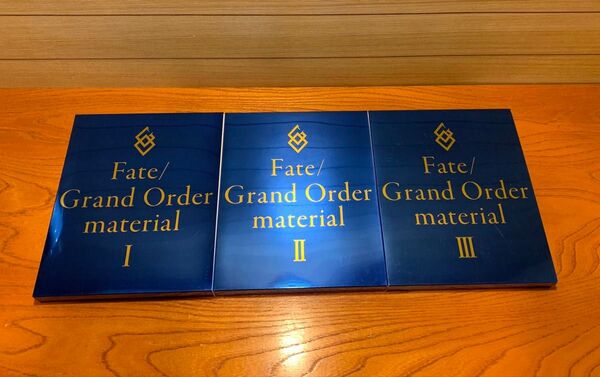 Fate/
Grand Order
material
I
Fate/
Grand Order
material
II
Fate/
Grand Order
material
III